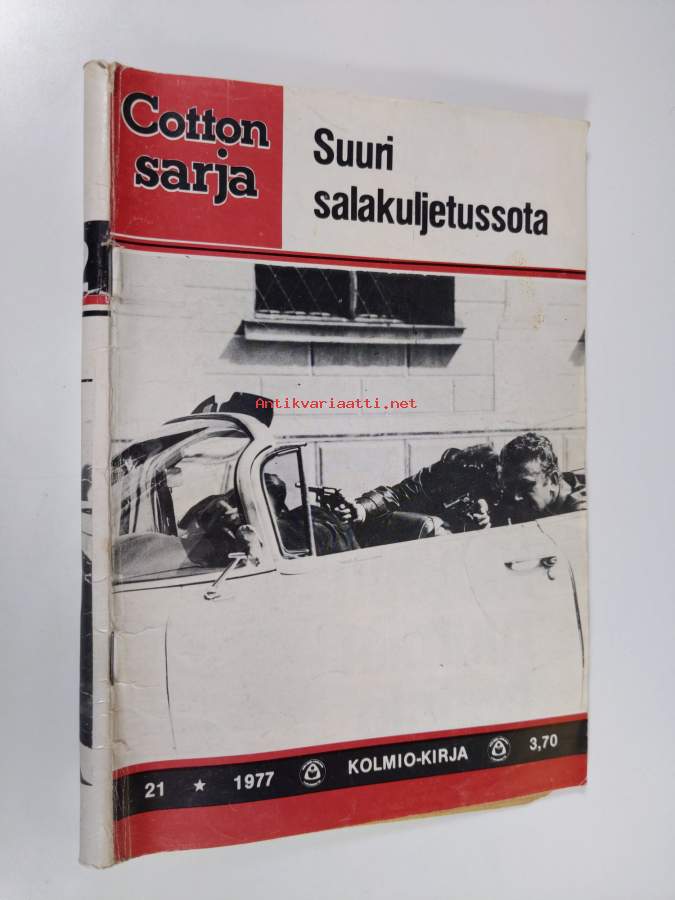 Cotton
sarja
Suuri
salakuljetussota
Antikvariaatti.net
21 ★ 1977 KOLMIO-KIRJA 3,70